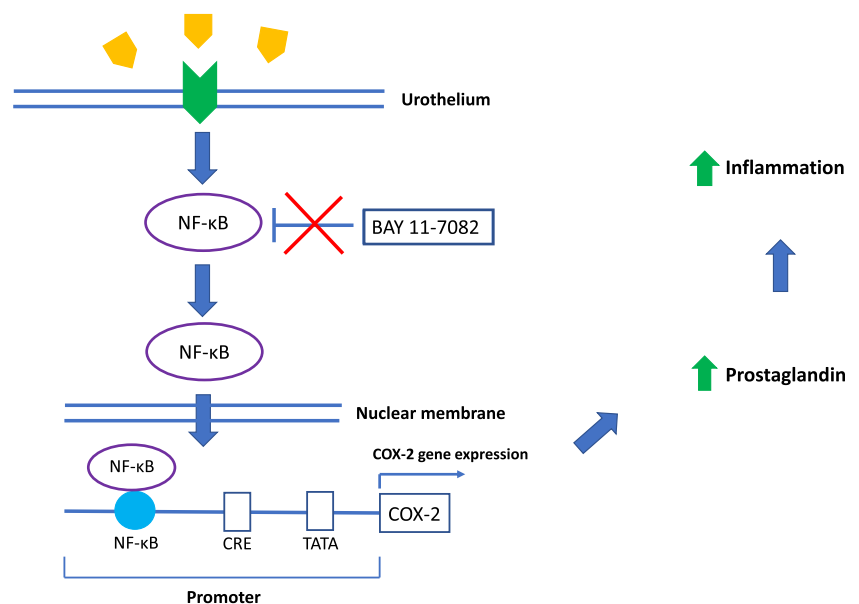 Urothelium
Inflammation
NF-κB
BAY 11-7082
NF-κB
Prostaglandin
Nuclear membrane
COX-2 gene expression
NF-κB
COX-2
NF-κB
CRE
TATA
Promoter